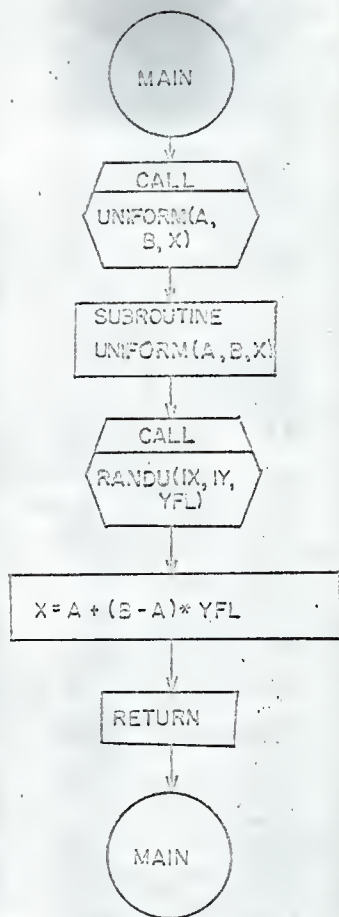 MAIN
CALL
UNIFORM(A,
B, X)
SUBROUTINE
UNIFORM(A, B, X)
CALL
RANDU(IX, IY,
YFL)
X = A + (B - A) * YFL
RETURN
MAIN